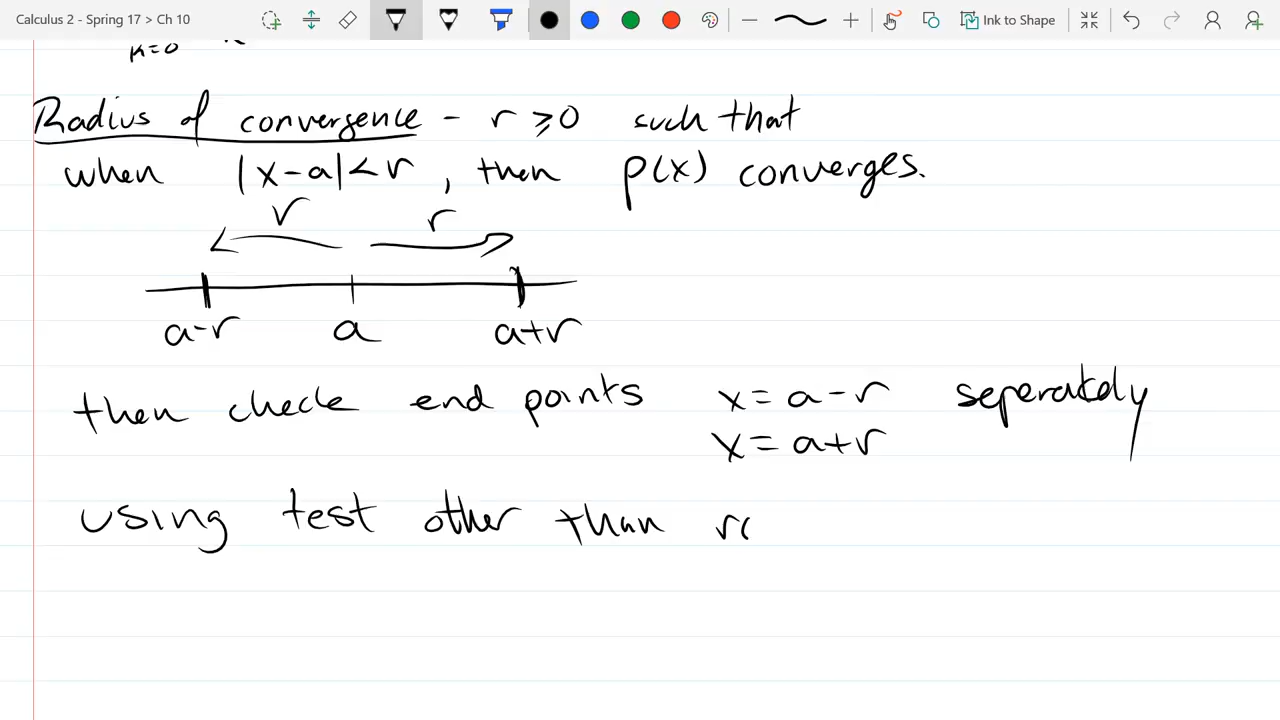 Calculus 2 - Spring 17 > Ch 10
Ink to Shape
k=0
Radius of convergence - r ⩾ 0 such that
when |x-a|<r, then p(x) converges.
r r
a-r a a+r
then check end points x = a-r seperately
x = a+r
using test other than